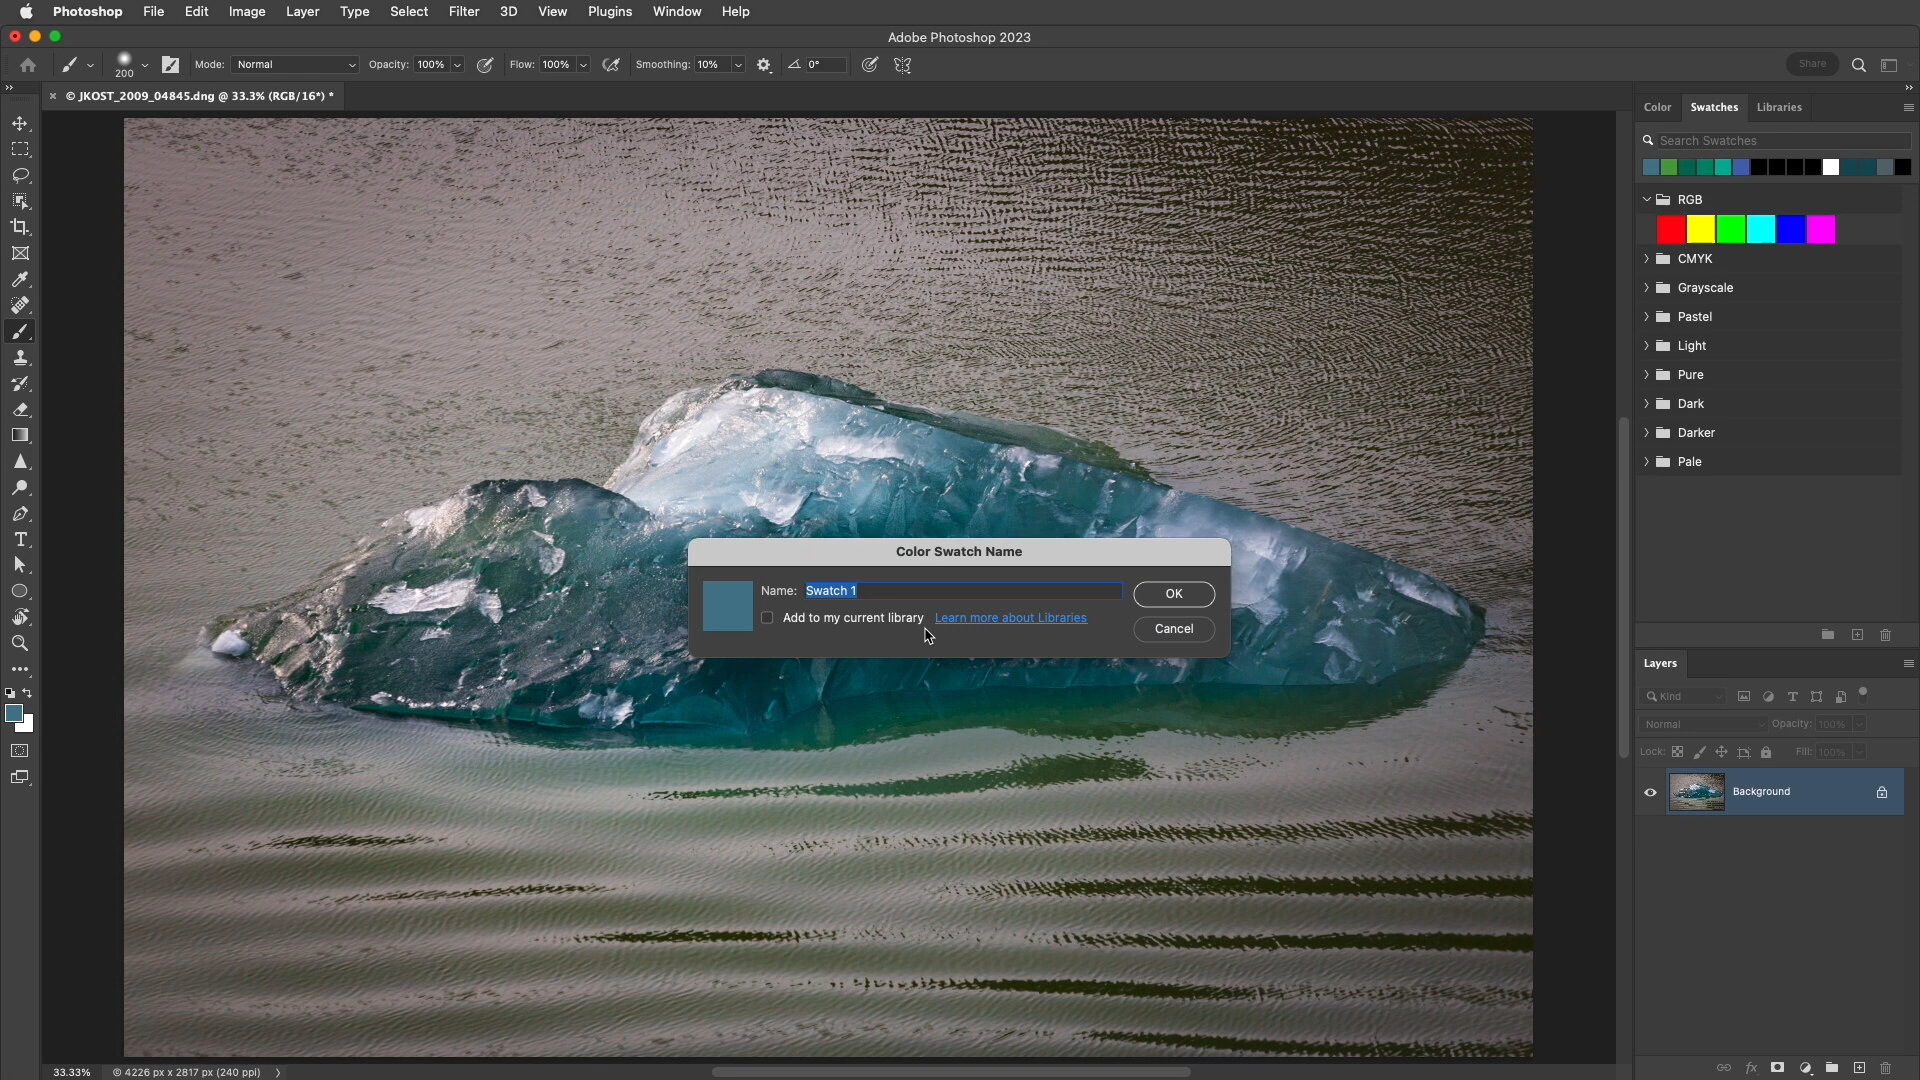 Photoshop File Edit Image Layer Type Select Filter 3D View Plugins Window Help
Adobe Photoshop 2023
200 Mode: Normal Opacity: 100% Flow: 100% Smoothing: 10% 0° Share
× © JKOST_2009_04845.dng @ 33.3% (RGB/16*) *
Color Swatches Libraries
Search Swatches
RGB
CMYK
Grayscale
Pastel
Light
Pure
Dark
Darker
Pale
Color Swatch Name
Name: Swatch 1
OK
Add to my current library Learn more about Libraries
Cancel
Layers
Kind
Normal Opacity: 100%
Lock: Fill: 100%
Background
33.33% © 4226 px x 2817 px (240 ppi)
fx